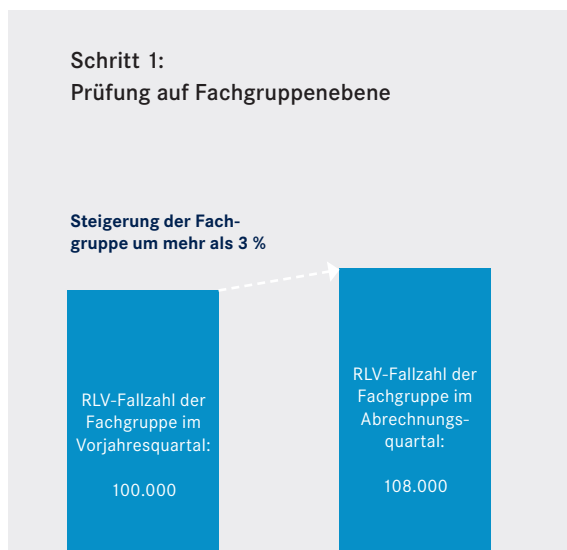 Schritt 1:
Prüfung auf Fachgruppenebene
Steigerung der Fach-
gruppe um mehr als 3 %
RLV-Fallzahl der
Fachgruppe im
Vorjahresquartal:
100.000
RLV-Fallzahl der
Fachgruppe im
Abrechnungs-
quartal:
108.000